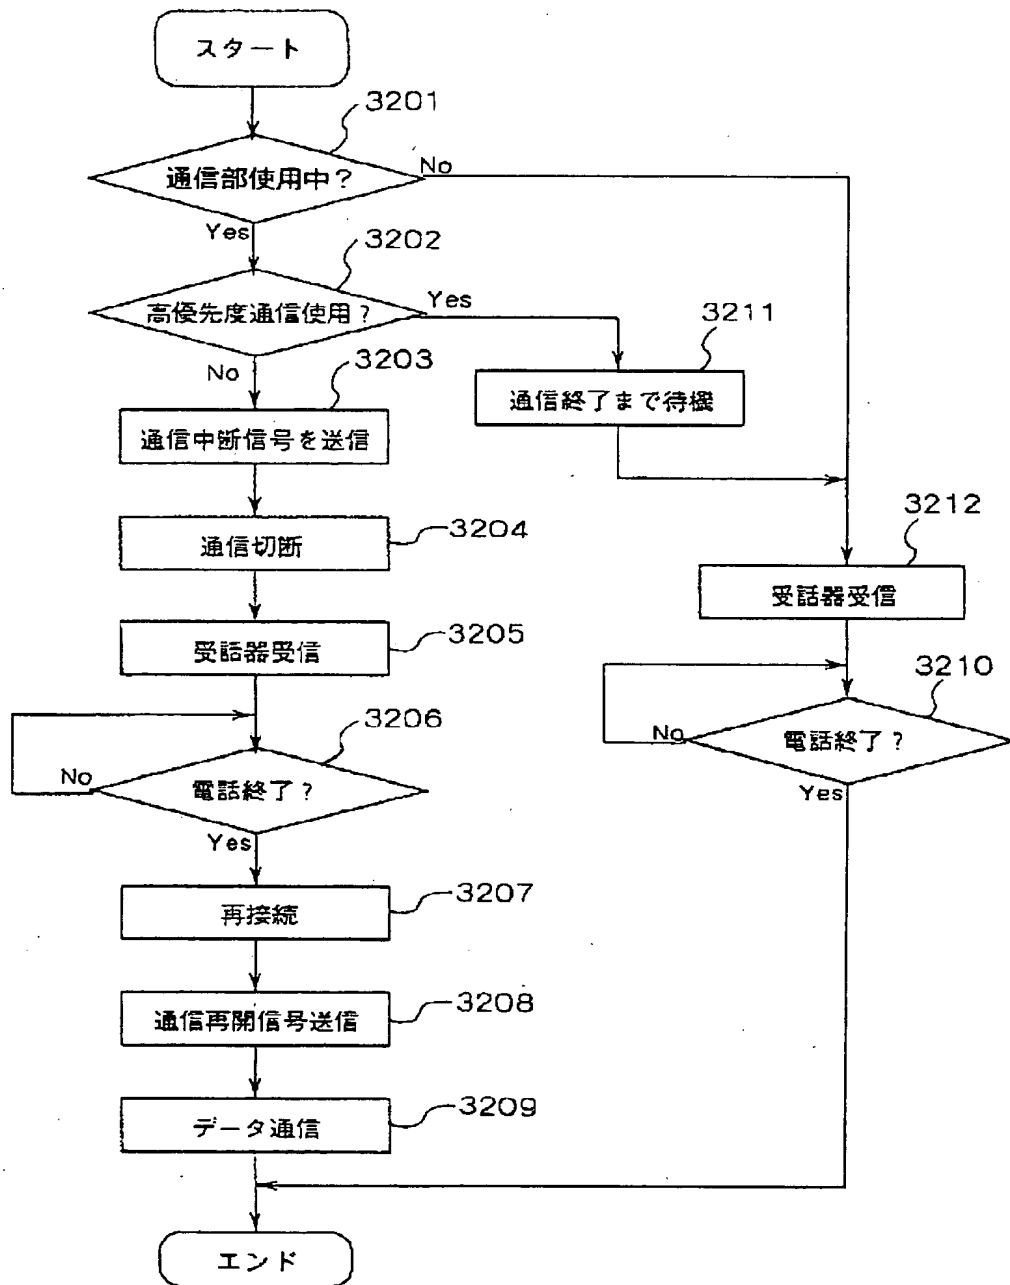 スタート
3201
通信部使用中?
No
Yes
3202
高優先度通信使用?
Yes
No
3203
3211
通信中断信号を送信
通信終了まで待機
3204
通信切断
3212
受話器受信
3205
受話器受信
3206
3210
電話終了?
No
Yes
電話終了?
No
Yes
3207
再接続
3208
通信再開信号送信
3209
データ通信
エンド